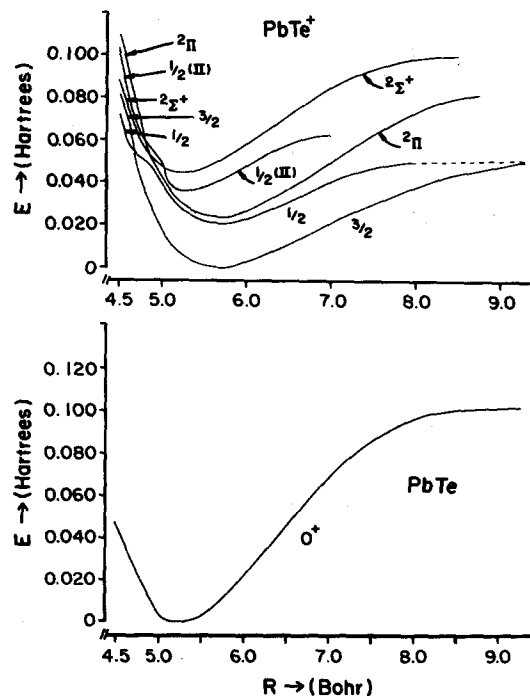 PbTe⁺
²Π
1/2(II)
²Σ⁺
3/2
1/2
²Σ⁺
²Π
1/2(II)
1/2
3/2
E → (Hartrees)
0.100
0.080
0.060
0.040
0.020
0
4.5 5.0 6.0 7.0 8.0 9.0
PbTe
O⁺
E → (Hartrees)
0.120
0.100
0.080
0.060
0.040
0.020
0
4.5 5.0 6.0 7.0 8.0 9.0
R → (Bohr)